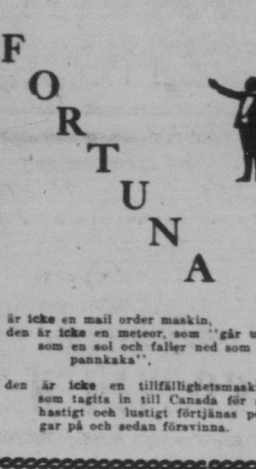 FORTUNA
är icke en mail order maskin,
den är icke en meteor, som "går u
som en sol och faller ned som
pannkaka",
den är icke en tillfällighetsmask
som tagits in till Canada för
hastigt och lustigt förtjänas p
gar på och sedan försvinna.